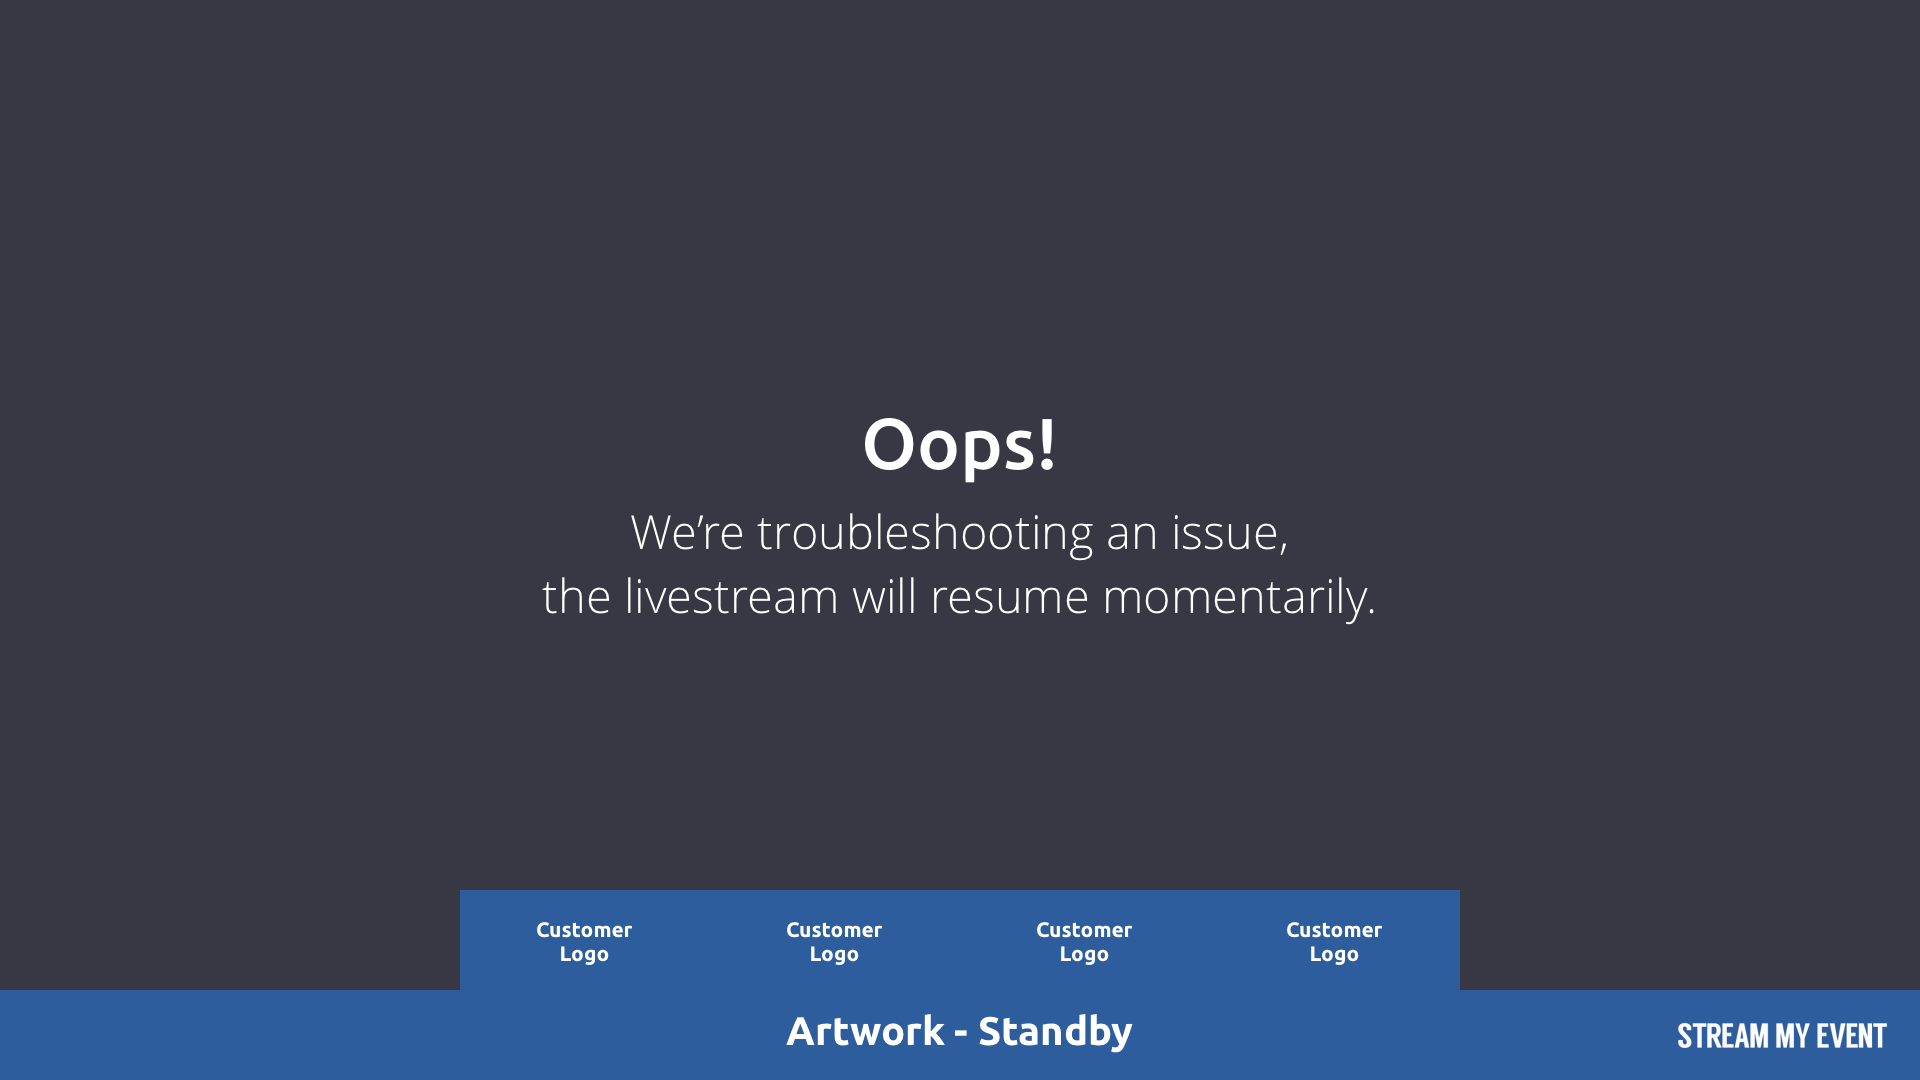 Oops!
We’re troubleshooting an issue,
the livestream will resume momentarily.
Customer Customer Customer Customer
Logo Logo Logo Logo
Artwork - Standby
STREAM MY EVENT